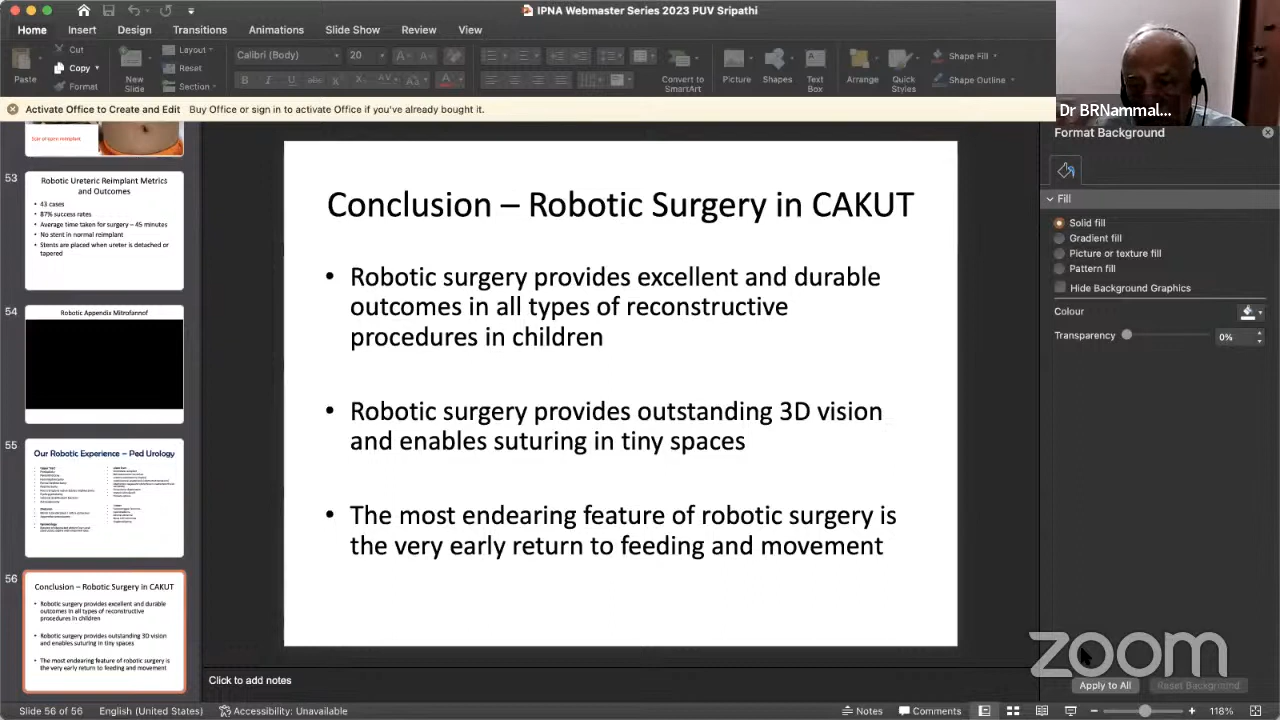 IPNA Webmaster Series 2023 PUV Sripathi
Home Insert Design Transitions Animations Slide Show Review View
Paste
Cut
Copy
Format
New Slide
Layout
Reset
Section
Calibri (Body) 20
Convert to SmartArt
Picture
Shapes
Text Box
Arrange
Quick Styles
Shape Fill
Shape Outline
Dr BRNammal...
Activate Office to Create and Edit Buy Office or sign in to activate Office if you've already bought it.
53
Robotic Ureteric Reimplant Metrics
and Outcomes
• 43 cases
• 87% success rates
• Average time taken for surgery – 45 minutes
• No stent in normal reimplant
• Stents are placed when ureter is detached or
tapered
54
Robotic Appendix Mitrofannof
55
Our Robotic Experience – Ped Urology
56
Conclusion – Robotic Surgery in CAKUT
• Robotic surgery provides excellent and durable
outcomes in all types of reconstructive
procedures in children
• Robotic surgery provides outstanding 3D vision
and enables suturing in tiny spaces
• The most endearing feature of robotic surgery is
the very early return to feeding and movement
Conclusion – Robotic Surgery in CAKUT
• Robotic surgery provides excellent and durable
outcomes in all types of reconstructive
procedures in children
• Robotic surgery provides outstanding 3D vision
and enables suturing in tiny spaces
• The most endearing feature of robotic surgery is
the very early return to feeding and movement
Format Background
Fill
Solid fill
Gradient fill
Picture or texture fill
Pattern fill
Hide Background Graphics
Colour
Transparency 0%
zoom
Apply to All Reset Background
Click to add notes
Slide 56 of 56 English (United States) Accessibility: Unavailable Notes Comments 118%